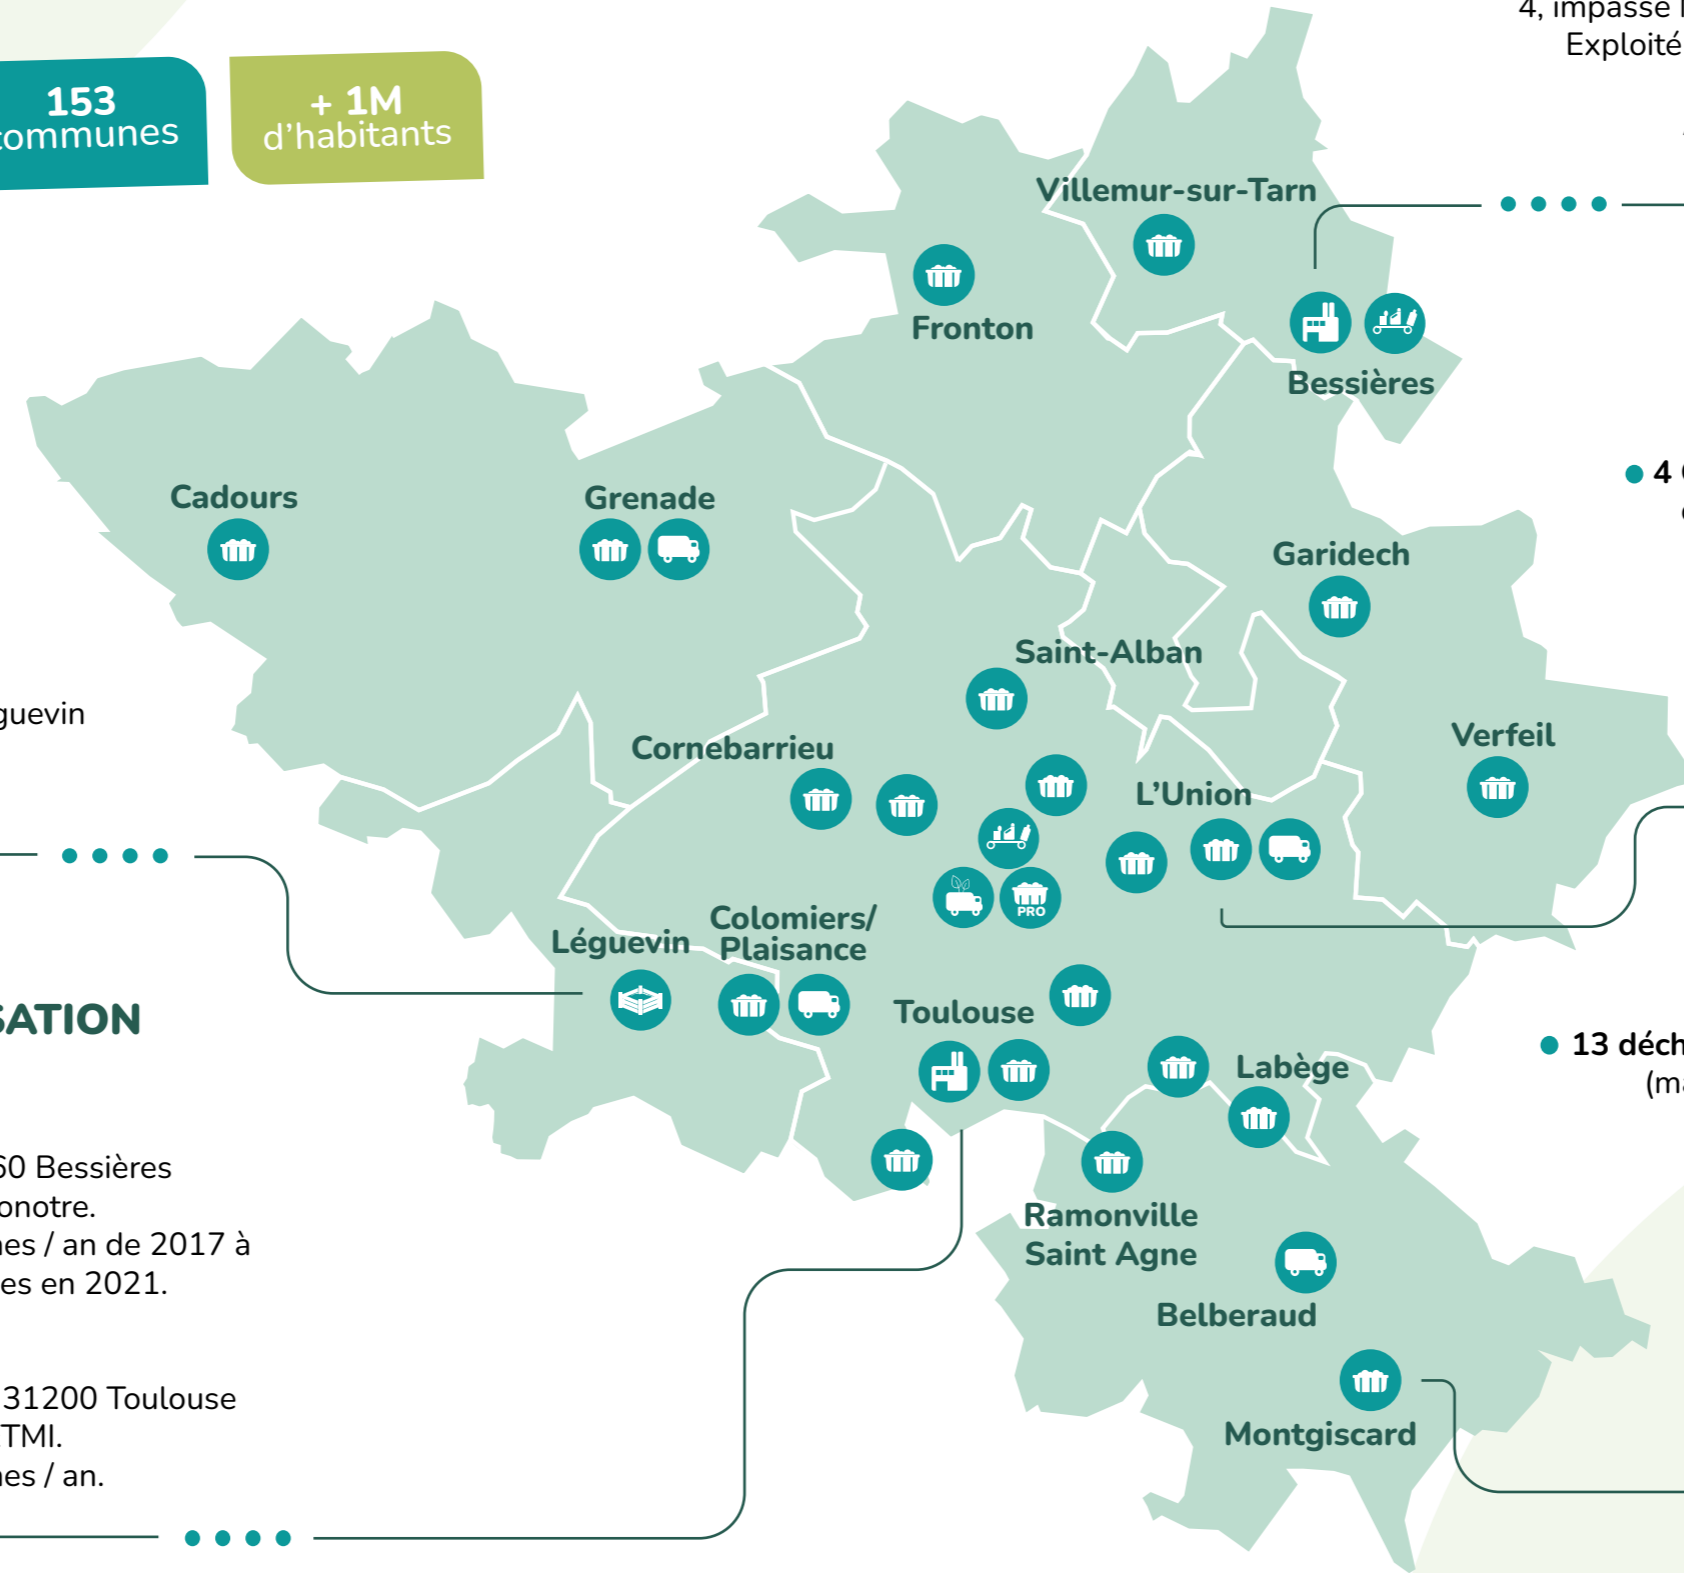 4, impasse
Exploité
153
communes
+ 1M
d'habitants
Villemur-sur-Tarn
Fronton
Bessières
4
Cadours
Grenade
Garidech
Saint-Alban
guevin
Cornebarrieu
Verfeil
L'Union
PRO
Colomiers/
Plaisance
Léguevin
SATION
Toulouse
13 déch
(ma
Labège
60 Bessières
onotre.
nes / an de 2017 à
es en 2021.
Ramonville
Saint Agne
Belberaud
31200 Toulouse
TMI.
nes / an.
Montgiscard